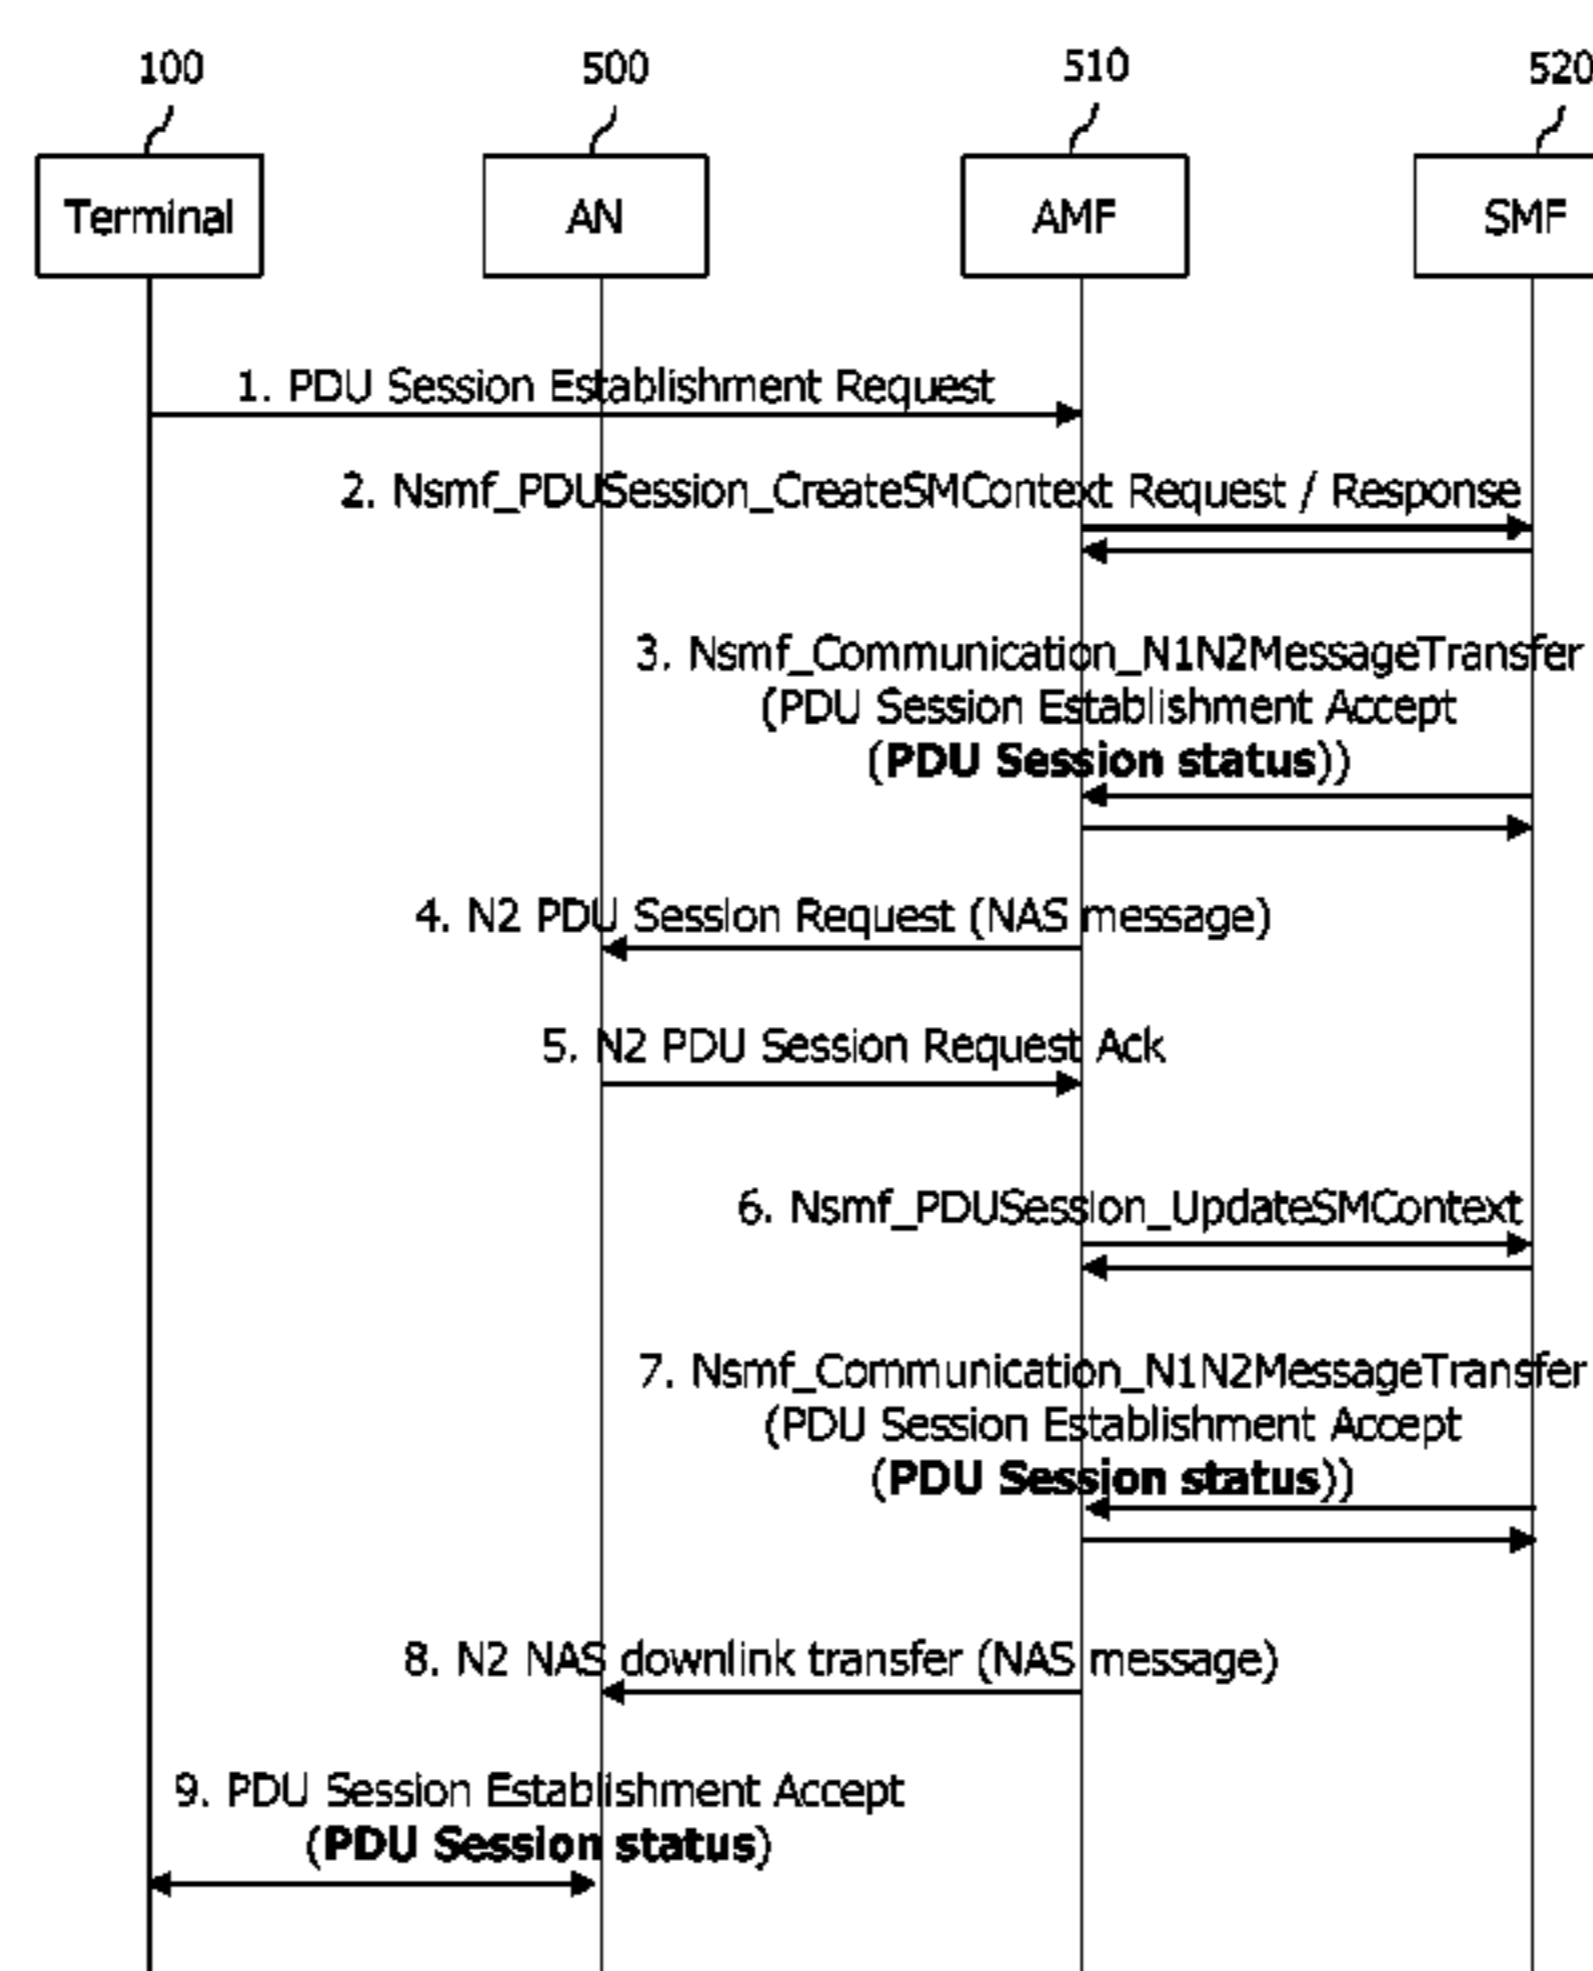 100 500 510 520
Terminal AN AMF SMF
1. PDU Session Establishment Request
2. Nsmf_PDUSession_CreateSMContext Request / Response
3. Nsmf_Communication_N1N2MessageTransfer
(PDU Session Establishment Accept
(PDU Session status))
4. N2 PDU Session Request (NAS message)
5. N2 PDU Session Request Ack
6. Nsmf_PDUSession_UpdateSMContext
7. Nsmf_Communication_N1N2MessageTransfer
(PDU Session Establishment Accept
(PDU Session status))
8. N2 NAS downlink transfer (NAS message)
9. PDU Session Establishment Accept
(PDU Session status)